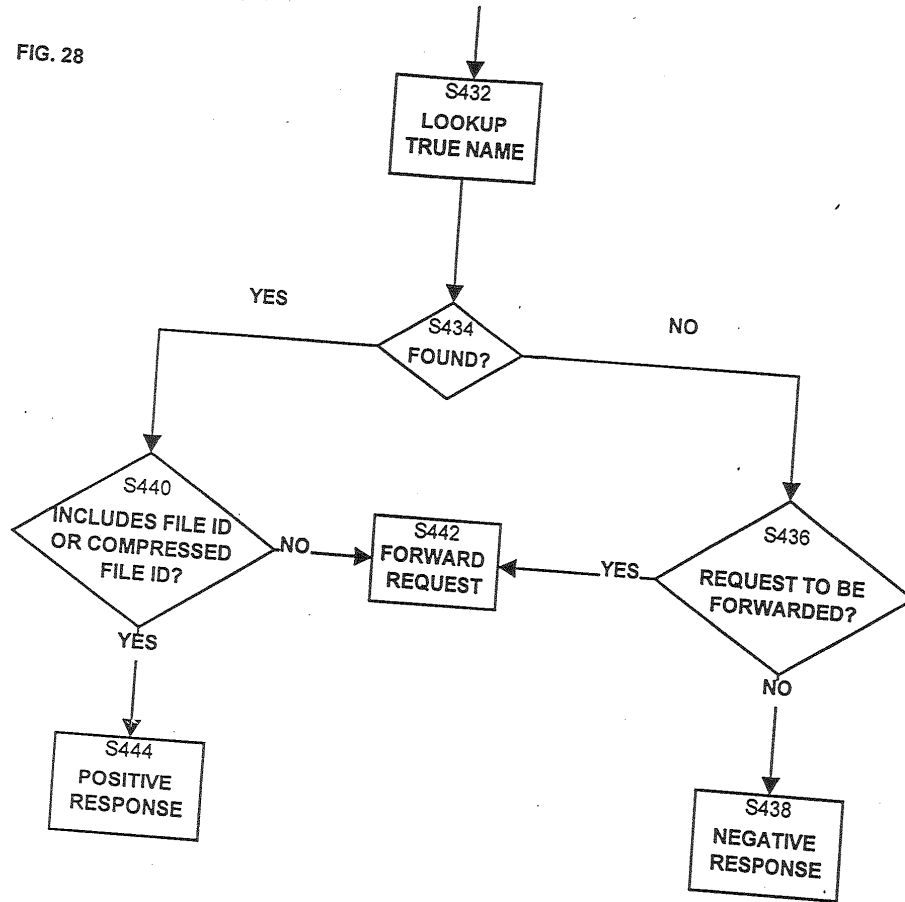 FIG. 28
S432
LOOKUP
TRUE NAME
YES
S434
FOUND?
NO
S440
INCLUDES FILE ID
OR COMPRESSED
FILE ID?
NO
S442
FORWARD
REQUEST
YES
S436
REQUEST TO BE
FORWARDED?
YES
S444
POSITIVE
RESPONSE
NO
S438
NEGATIVE
RESPONSE